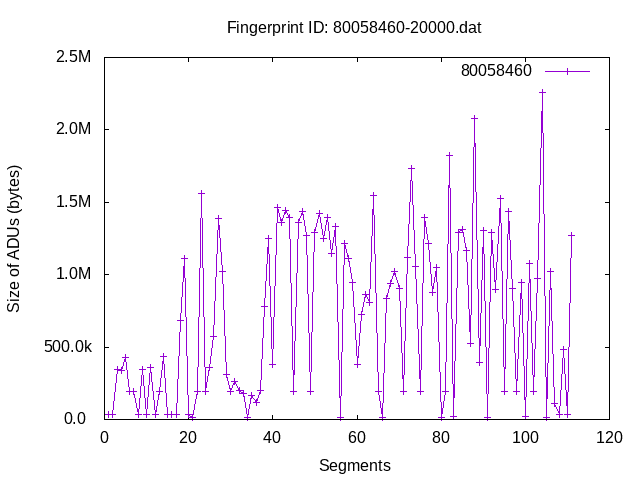 Fingerprint ID: 80058460-20000.dat
2.5M
80058460
2.0M
1.5M
1.0M
500.0k
0.0
Size of ADUs (bytes)
0 20 40 60 80 100 120
Segments